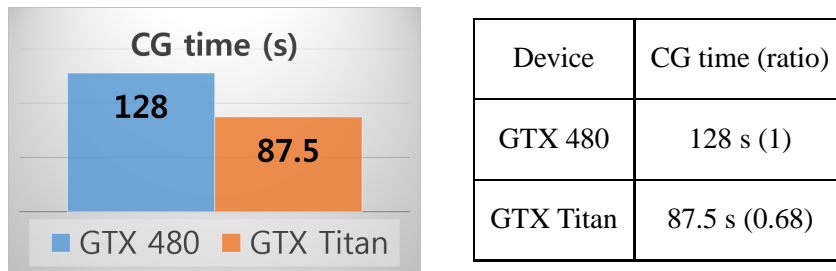 CG time (s)
128
87.5
GTX 480 GTX Titan
Device CG time (ratio)
GTX 480 128 s (1)
GTX Titan 87.5 s (0.68)